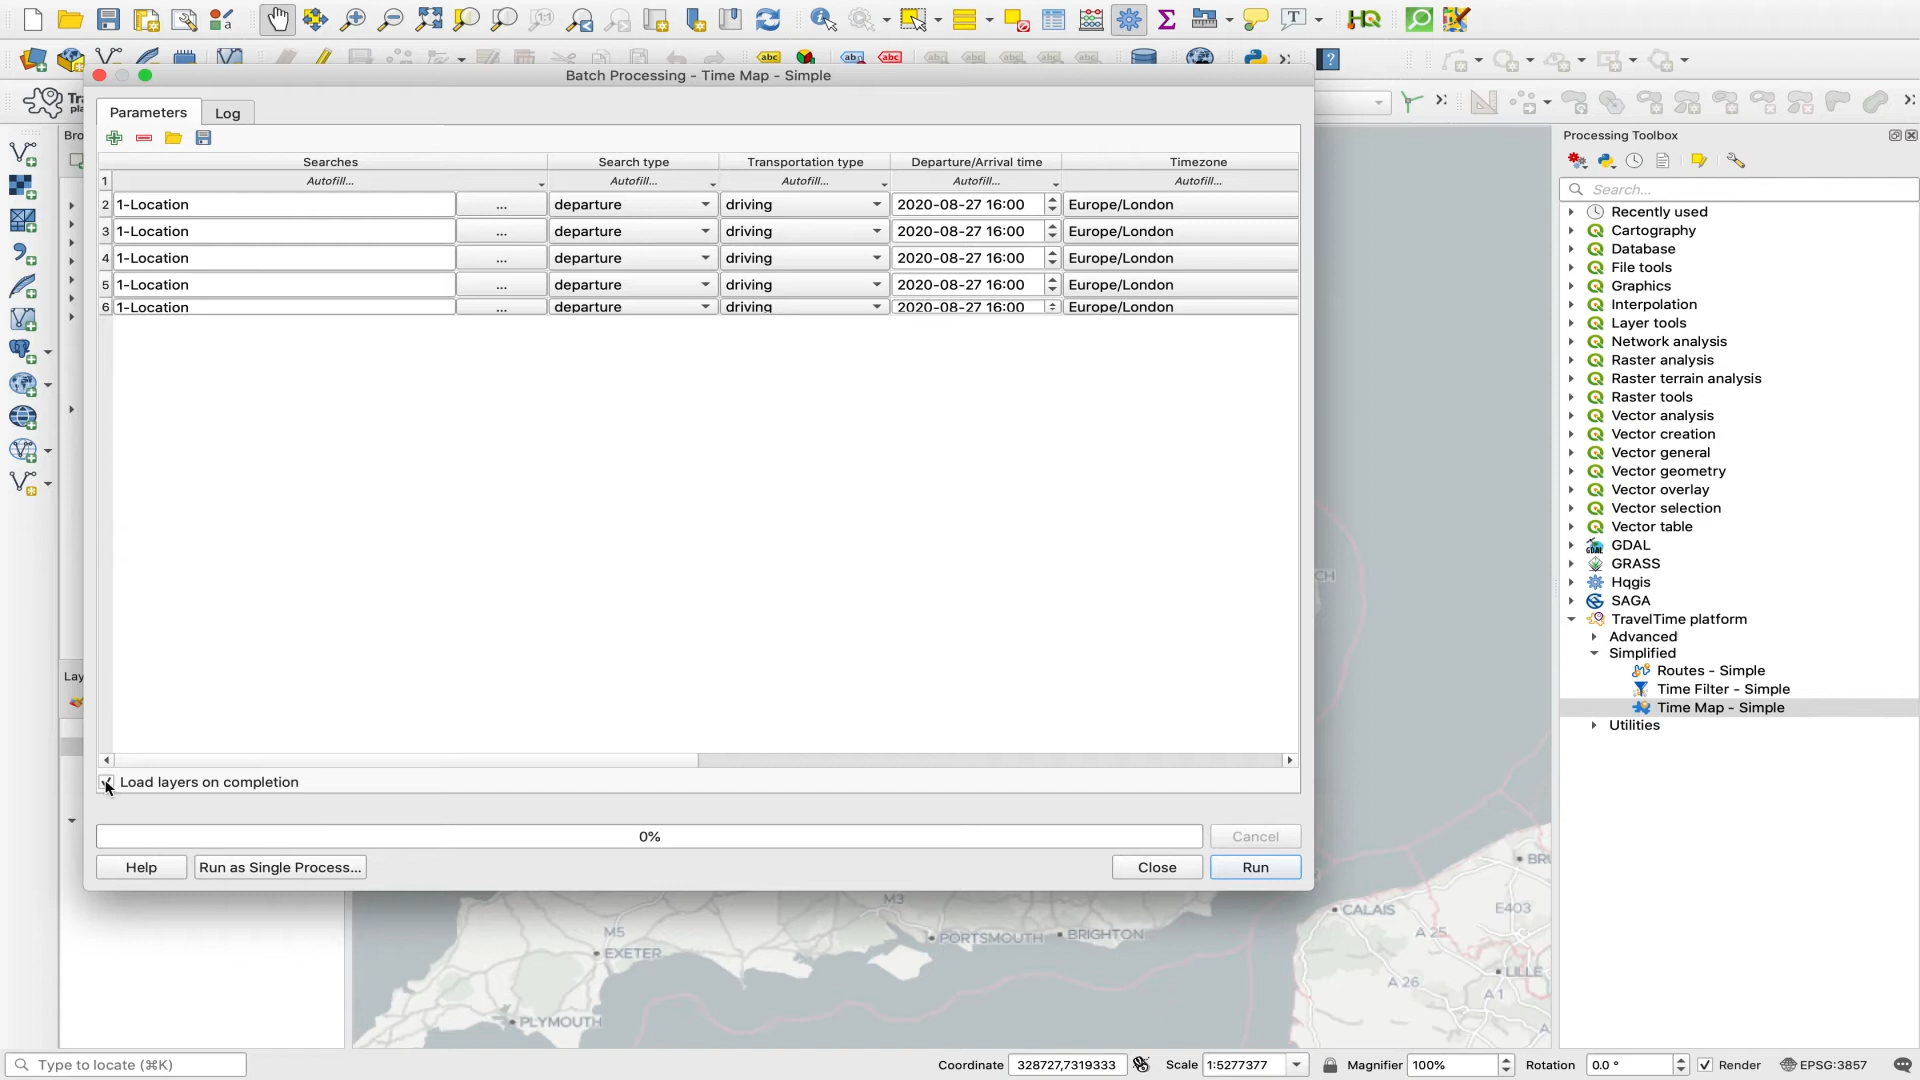 Batch Processing - Time Map - Simple
abc abc abc
Parameters Log
Searches Search type Transportation type Departure/Arrival time Timezone
1 Autofill... Autofill... Autofill... Autofill... Autofill...
2 1-Location ... departure driving 2020-08-27 16:00 Europe/London
3 1-Location ... departure driving 2020-08-27 16:00 Europe/London
4 1-Location ... departure driving 2020-08-27 16:00 Europe/London
5 1-Location ... departure driving 2020-08-27 16:00 Europe/London
6 1-Location ... departure driving 2020-08-27 16:00 Europe/London
Load layers on completion
0%
Cancel
Help Run as Single Process... Close Run
Processing Toolbox
Search...
Recently used
Cartography
Database
File tools
Graphics
Interpolation
Layer tools
Network analysis
Raster analysis
Raster terrain analysis
Raster tools
Vector analysis
Vector creation
Vector general
Vector geometry
Vector overlay
Vector selection
Vector table
GDAL
GRASS
Hqgis
SAGA
TravelTime platform
Advanced
Simplified
Routes - Simple
Time Filter - Simple
Time Map - Simple
Utilities
M3
M5
EXETER
PORTSMOUTH
BRIGHTON
PLYMOUTH
CALAIS
E403
A 25
LILLE
A 26
A 1
Type to locate (⌘K) Coordinate 328727,7319333 Scale 1:5277377 Magnifier 100% Rotation 0.0 ° Render EPSG:3857